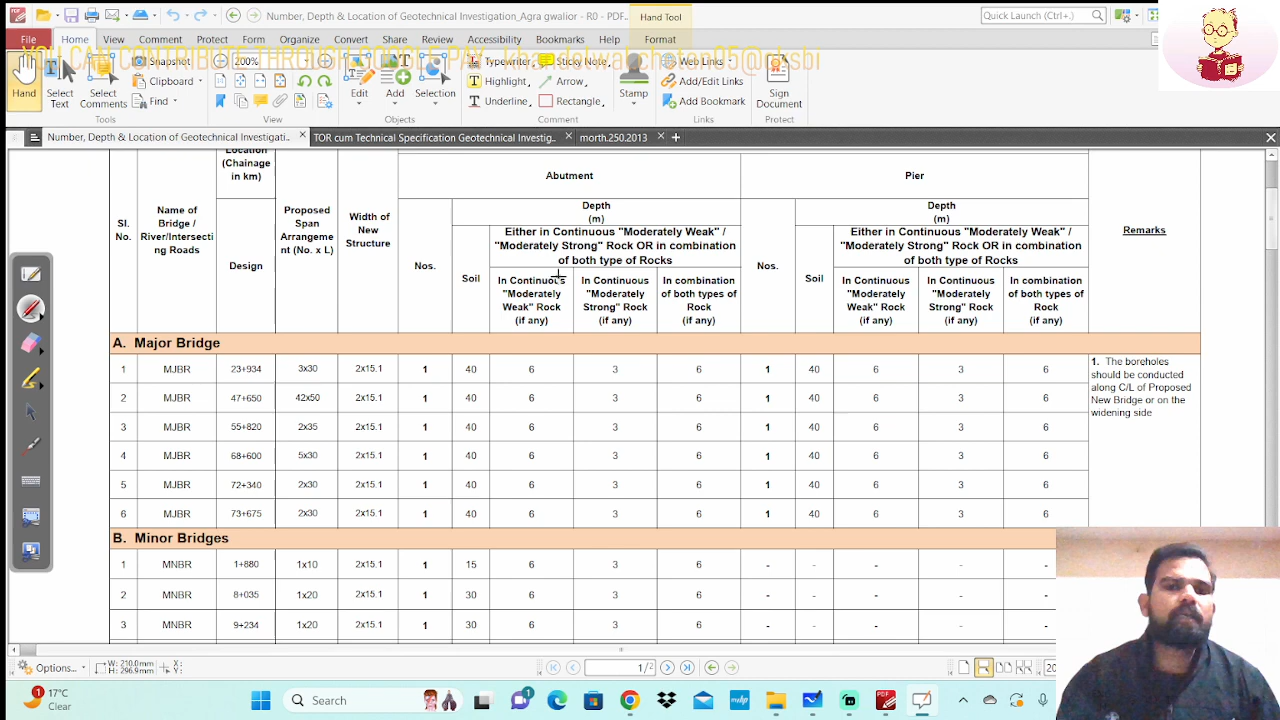 Number, Depth & Location of Geotechnical Investigation_Agra gwalior - R0 - PDF...
Hand Tool
Quick Launch (Ctrl+.)
File Home View Comment Protect Form Organize Convert Share Review Accessibility Bookmarks Help Format
YOU CAN CONTRIBUTE THROUGH GOOGLE PAY
Hand
Select Text
Select Comments
Snapshot
Clipboard
Find
Tools
200%
View
Edit
Add
Selection
Objects
Typewriter
Sticky Note
Highlight
Arrow
Underline
Rectangle
Comment
Stamp
Web Links
Add/Edit Links
Add Bookmark
Links
Sign Document
Protect
Number, Depth & Location of Geotechnical Investigati..
TOR cum Technical Specification Geotechnical Investig..
morth.250.2013
Sl. No.
Name of Bridge / River/Intersecti ng Roads
Location (Chainage in km)
Design
Proposed Span Arrangeme nt (No. x L)
Width of New Structure
Abutment
Pier
Remarks
Nos.
Depth (m)
Soil
Either in Continuous "Moderately Weak" / "Moderately Strong" Rock OR in combination of both type of Rocks
In Continuous "Moderately Weak" Rock (if any)
In Continuous "Moderately Strong" Rock (if any)
In combination of both types of Rock (if any)
Nos.
Depth (m)
Soil
Either in Continuous "Moderately Weak" / "Moderately Strong" Rock OR in combination of both type of Rocks
In Continuous "Moderately Weak" Rock (if any)
In Continuous "Moderately Strong" Rock (if any)
In combination of both types of Rock (if any)
A. Major Bridge
1 MJBR 23+934 3x30 2x15.1 1 40 6 3 6 1 40 6 3 6
2 MJBR 47+650 42x50 2x15.1 1 40 6 3 6 1 40 6 3 6
3 MJBR 55+820 2x35 2x15.1 1 40 6 3 6 1 40 6 3 6
4 MJBR 68+600 5x30 2x15.1 1 40 6 3 6 1 40 6 3 6
5 MJBR 72+340 2x30 2x15.1 1 40 6 3 6 1 40 6 3 6
6 MJBR 73+675 2x30 2x15.1 1 40 6 3 6 1 40 6 3 6
1. The boreholes
should be conducted
along C/L of Proposed
New Bridge or on the
widening side
B. Minor Bridges
1 MNBR 1+880 1x10 2x15.1 1 15 6 3 6 - - - - -
2 MNBR 8+035 1x20 2x15.1 1 30 6 3 6 - - - - -
3 MNBR 9+234 1x20 2x15.1 1 30 6 3 6 - - - - -
Options...
W: 210.0mm
H: 296.9mm
X:
Y:
1/2
20
17°C
Clear
Search